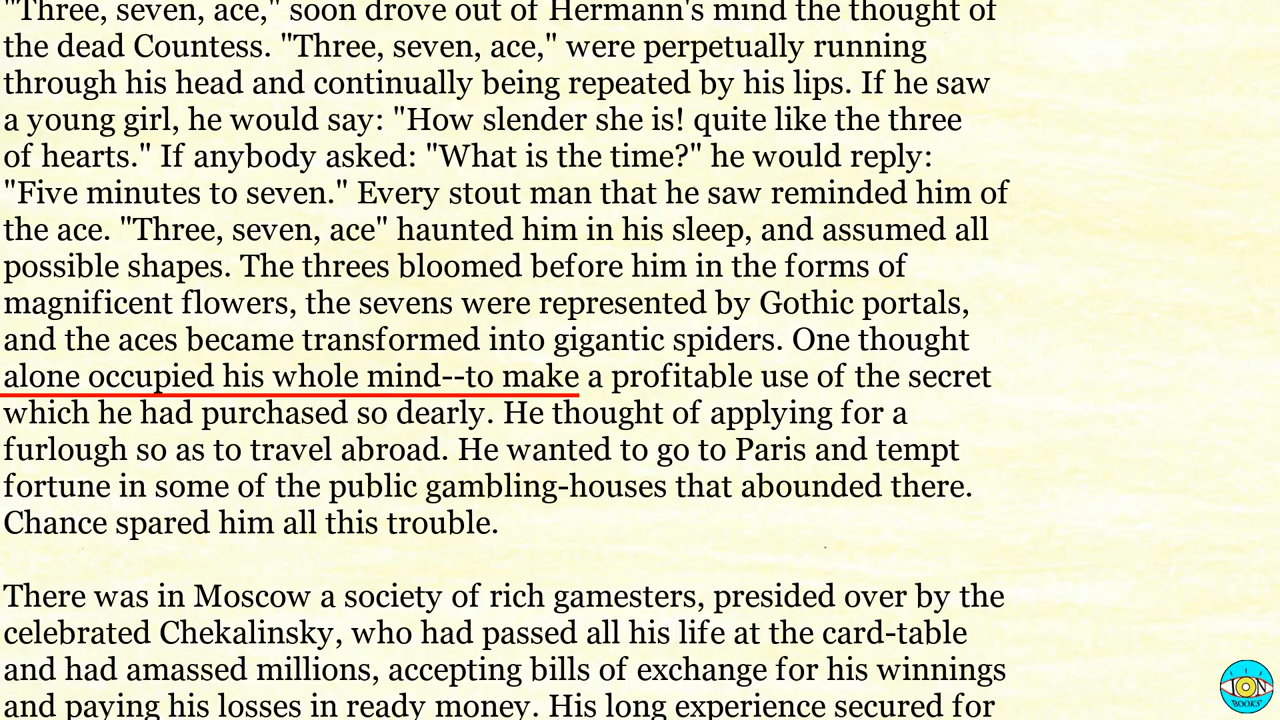 "Three, seven, ace," soon drove out of Hermann's mind the thought of
the dead Countess. "Three, seven, ace," were perpetually running
through his head and continually being repeated by his lips. If he saw
a young girl, he would say: "How slender she is! quite like the three
of hearts." If anybody asked: "What is the time?" he would reply:
"Five minutes to seven." Every stout man that he saw reminded him of
the ace. "Three, seven, ace" haunted him in his sleep, and assumed all
possible shapes. The threes bloomed before him in the forms of
magnificent flowers, the sevens were represented by Gothic portals,
and the aces became transformed into gigantic spiders. One thought
alone occupied his whole mind--to make a profitable use of the secret
which he had purchased so dearly. He thought of applying for a
furlough so as to travel abroad. He wanted to go to Paris and tempt
fortune in some of the public gambling-houses that abounded there.
Chance spared him all this trouble.
There was in Moscow a society of rich gamesters, presided over by the
celebrated Chekalinsky, who had passed all his life at the card-table
and had amassed millions, accepting bills of exchange for his winnings
and paying his losses in ready money. His long experience secured for
ION
BOOKS